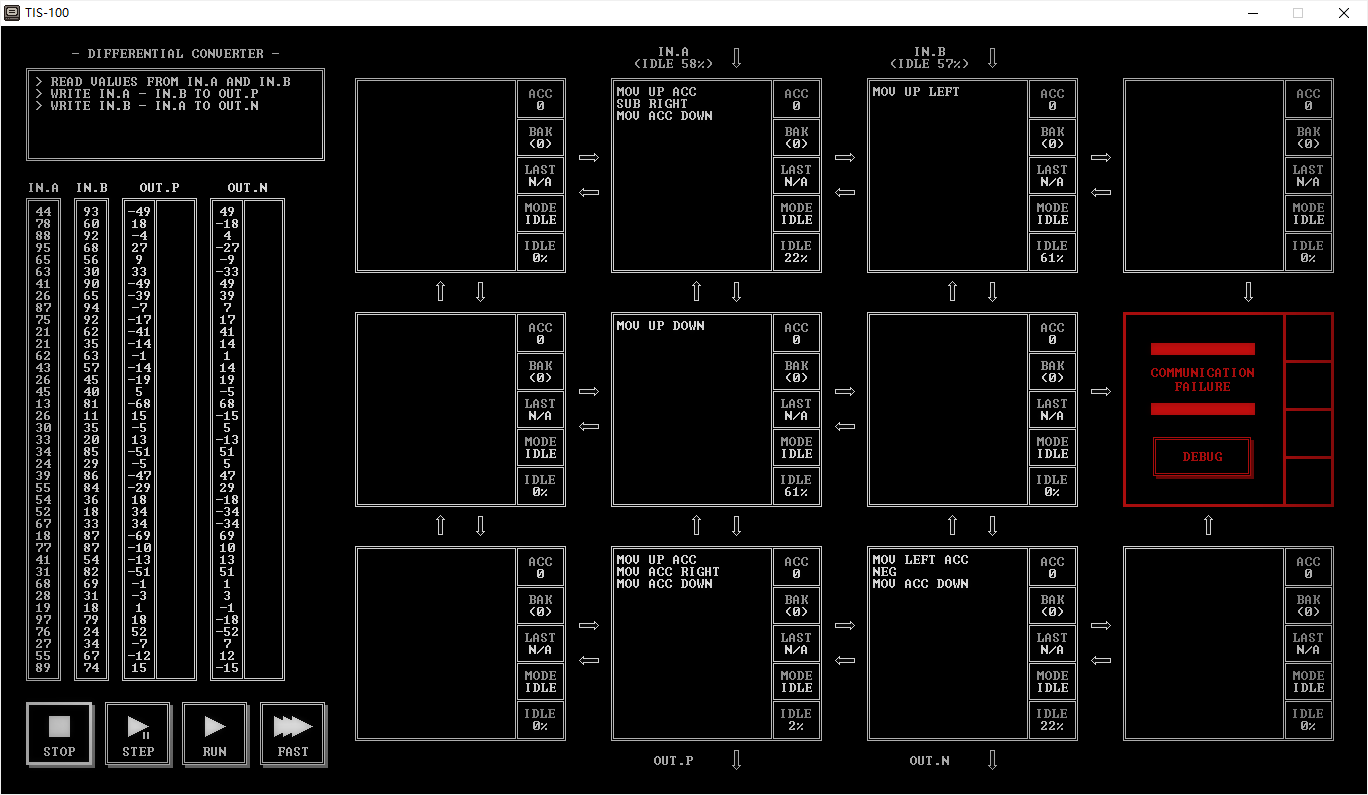 TIS-100
- DIFFERENTIAL CONVERTER -
> READ VALUES FROM IN.A AND IN.B
> WRITE IN.A - IN.B TO OUT.P
> WRITE IN.B - IN.A TO OUT.N
IN.A IN.B OUT.P OUT.N
44 93 -49 49
78 60 18 -18
88 92 -4 4
95 68 27 -27
65 56 9 -9
63 30 33 -33
41 90 -49 49
26 65 -39 39
87 94 -7 7
75 92 -17 17
21 62 -41 41
21 35 -14 14
62 63 -1 1
43 57 -14 14
26 45 -19 19
45 40 5 -5
13 81 -68 68
26 11 15 -15
30 35 -5 5
33 20 13 -13
34 85 -51 51
24 29 -5 5
39 86 -47 47
55 84 -29 29
54 36 18 -18
52 18 34 -34
67 33 34 -34
18 87 -69 69
77 87 -10 10
41 54 -13 13
31 82 -51 51
68 69 -1 1
28 31 -3 3
19 18 1 -1
97 79 18 -18
76 24 52 -52
27 34 -7 7
55 67 -12 12
89 74 15 -15
STOP
STEP
RUN
FAST
IN.A
(IDLE 58%)
IN.B
(IDLE 57%)
ACC
0
BAK
(0)
LAST
N/A
MODE
IDLE
IDLE
0%
MOV UP ACC
SUB RIGHT
MOV ACC DOWN
ACC
0
BAK
(0)
LAST
N/A
MODE
IDLE
IDLE
22%
MOV UP LEFT
ACC
0
BAK
(0)
LAST
N/A
MODE
IDLE
IDLE
61%
ACC
0
BAK
(0)
LAST
N/A
MODE
IDLE
IDLE
0%
ACC
0
BAK
(0)
LAST
N/A
MODE
IDLE
IDLE
0%
MOV UP DOWN
ACC
0
BAK
(0)
LAST
N/A
MODE
IDLE
IDLE
61%
ACC
0
BAK
(0)
LAST
N/A
MODE
IDLE
IDLE
0%
COMMUNICATION
FAILURE
DEBUG
ACC
0
BAK
(0)
LAST
N/A
MODE
IDLE
IDLE
0%
MOV UP ACC
MOV ACC RIGHT
MOV ACC DOWN
ACC
0
BAK
(0)
LAST
N/A
MODE
IDLE
IDLE
2%
MOV LEFT ACC
NEG
MOV ACC DOWN
ACC
0
BAK
(0)
LAST
N/A
MODE
IDLE
IDLE
22%
ACC
0
BAK
(0)
LAST
N/A
MODE
IDLE
IDLE
0%
OUT.P
OUT.N